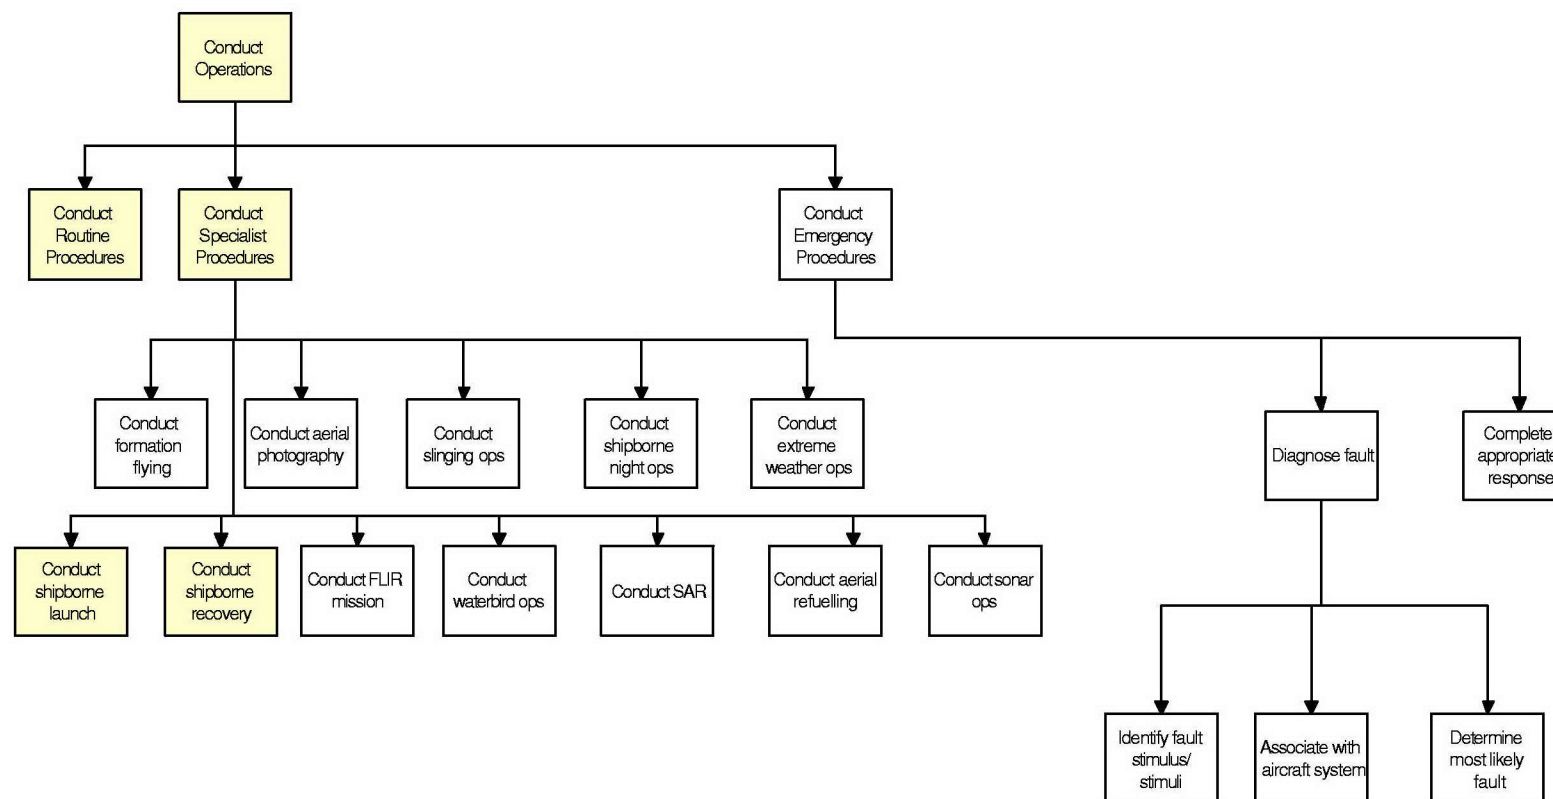 Conduct
Operations
Conduct
Routine
Procedures
Conduct
Specialist
Procedures
Conduct
Emergency
Procedures
Conduct
formation
flying
Conduct aerial
photography
Conduct
slinging ops
Conduct
shipborne
night ops
Conduct
extreme
weather ops
Diagnose fault
Complete
appropriate
response
Conduct
shipborne
launch
Conduct
shipborne
recovery
Conduct FLIR
mission
Conduct
waterbird ops
Conduct SAR
Conduct aerial
refuelling
Conduct sonar
ops
Identify fault
stimulus/
stimuli
Associate with
aircraft system
Determine
most likely
fault